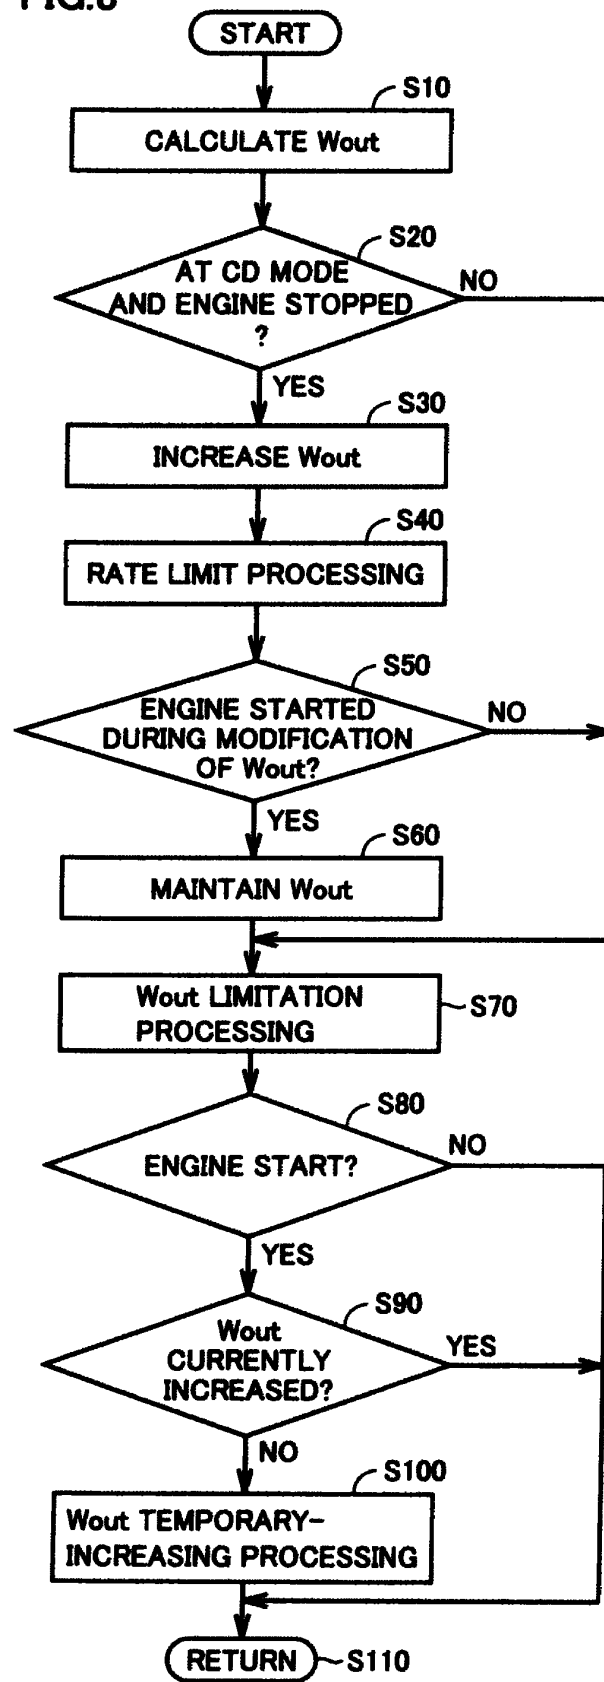 START
S10
CALCULATE Wout
S20
AT CD MODE
AND ENGINE STOPPED
?
NO
YES
S30
INCREASE Wout
S40
RATE LIMIT PROCESSING
S50
ENGINE STARTED
DURING MODIFICATION
OF Wout?
NO
YES
S60
MAINTAIN Wout
Wout LIMITATION
PROCESSING
S70
S80
ENGINE START?
NO
YES
S90
Wout
CURRENTLY
INCREASED?
YES
NO
S100
Wout TEMPORARY-
INCREASING PROCESSING
RETURN
S110